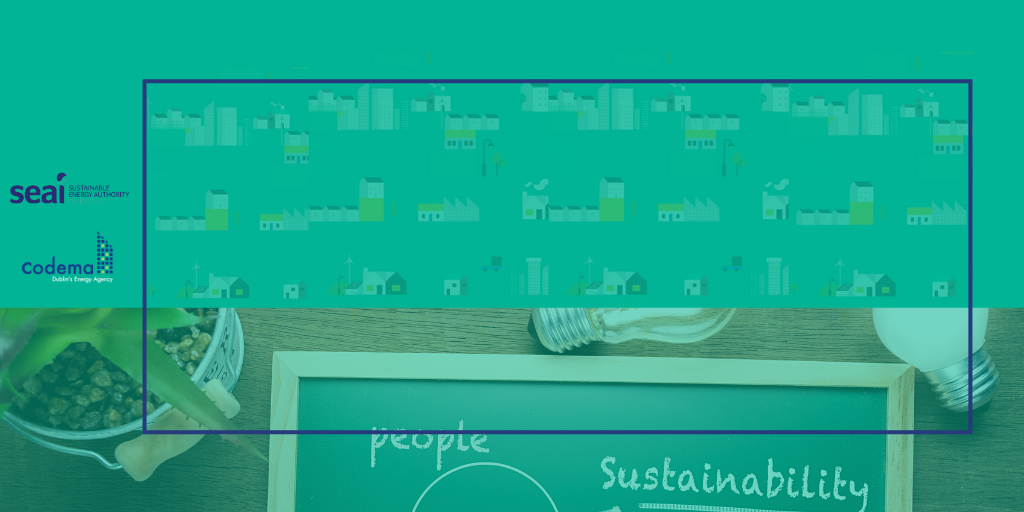 seai SUSTAINABLE
ENERGY AUTHORITY
codema
Dublin's Energy Agency
people
Sustainability